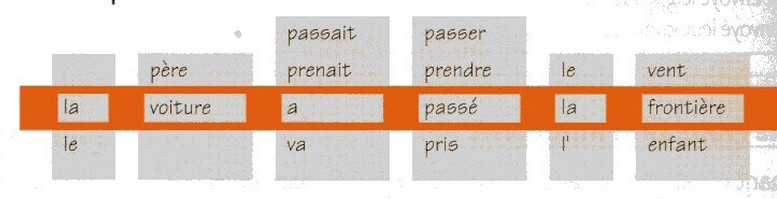 passait passer
père prenait prendre le vent
la voiture a passé la frontière
le va pris l' enfant